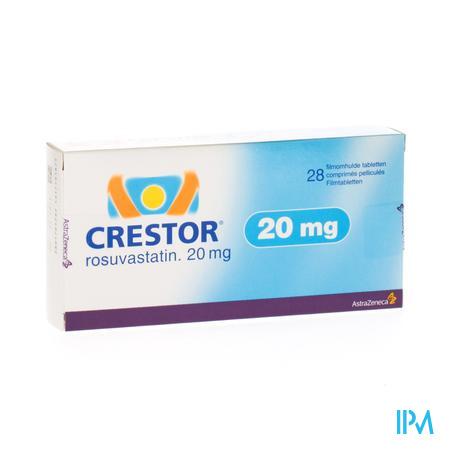 28 filmomhulde tabletten
comprimés pelliculés
Filmtabletten
CRESTOR®
20 mg
rosuvastatin. 20 mg
AstraZeneca
AstraZeneca
IPM